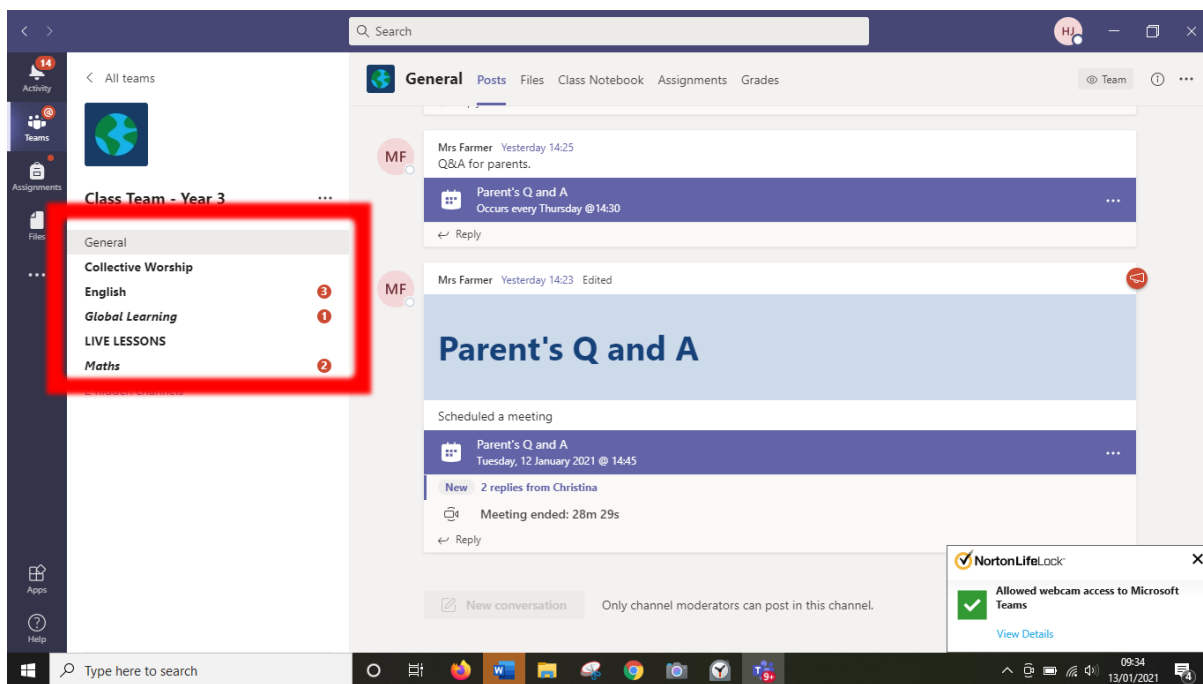 Search
HJ
14
Activity
Teams
Assignments
Files
Apps
Help
All teams
Class Team - Year 3
General
Collective Worship
English 3
Global Learning 1
LIVE LESSONS
Maths 2
2 hidden channels
General Posts Files Class Notebook Assignments Grades
Team
MF
Mrs Farmer Yesterday 14:25
Q&A for parents.
Parent's Q and A
Occurs every Thursday @14:30
Reply
MF
Mrs Farmer Yesterday 14:23 Edited
Parent's Q and A
Scheduled a meeting
Parent's Q and A
Tuesday, 12 January 2021 @ 14:45
New 2 replies from Christina
Meeting ended: 28m 29s
Reply
New conversation Only channel moderators can post in this channel.
NortonLifeLock
Allowed webcam access to Microsoft
Teams
View Details
Type here to search
9+
09:34
13/01/2021
4